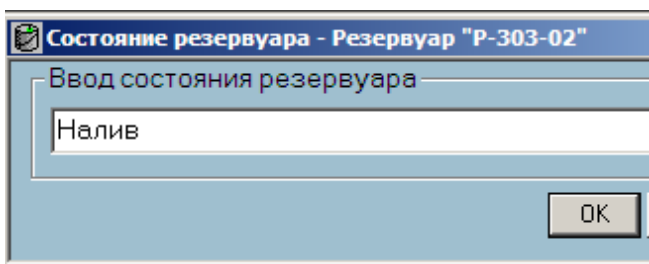 Состояние резервуара - Резервуар "Р-303-02"
Ввод состояния резервуара
Налив
OK